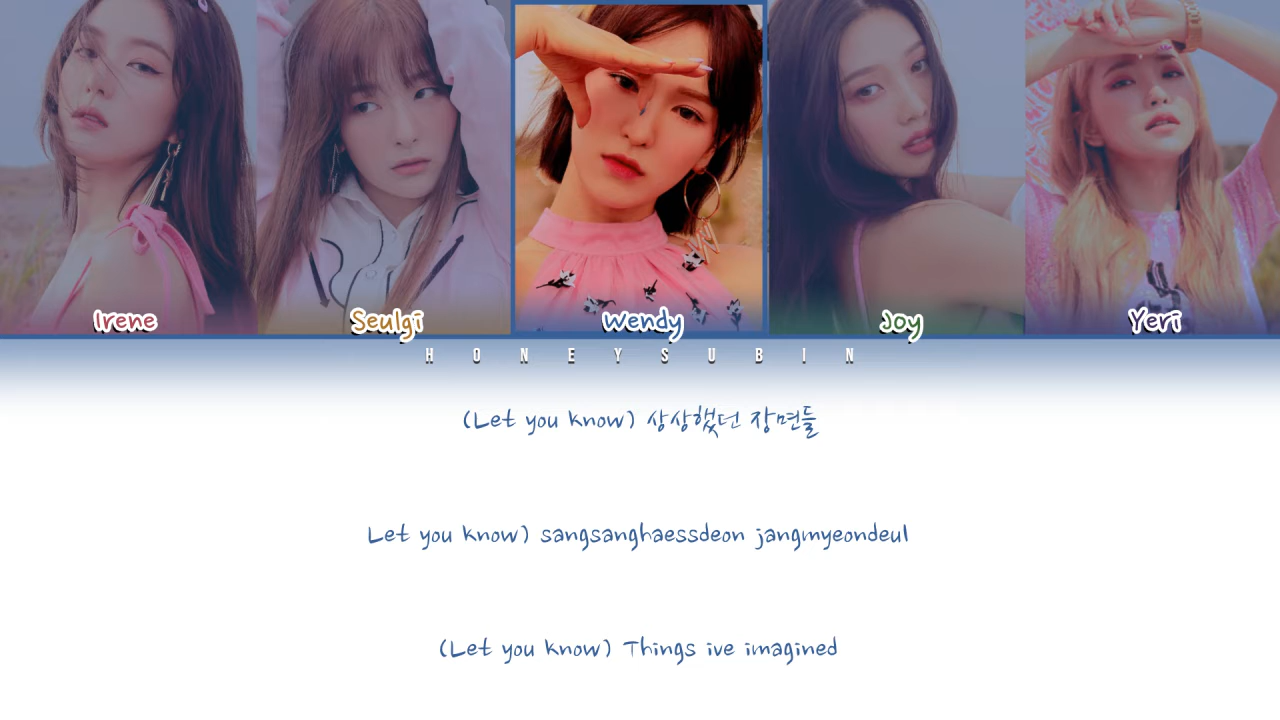 Irene
Seulgi
Wendy
Joy
Yeri
HONEYSUBIN
(Let you know) 상상했던 장면들
Let you know) sangsanghaessdeon jangmyeondeul
(Let you know) Things ive imagined